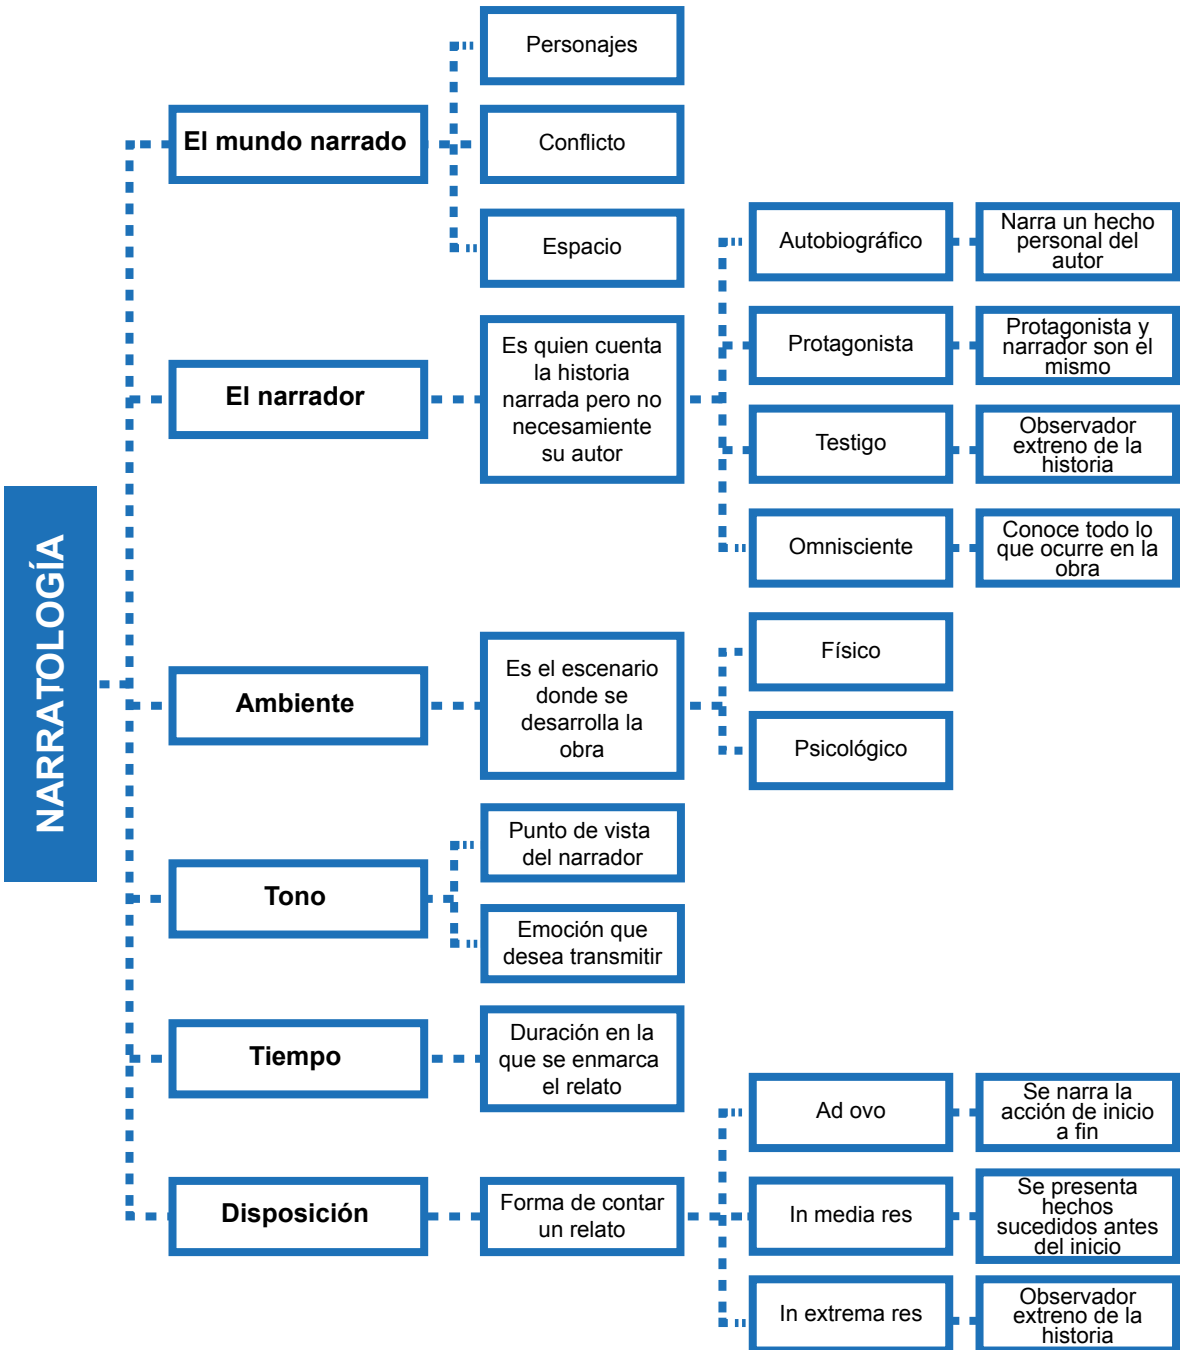 NARRATOLOGÍA
El mundo narrado
Personajes
Conflicto
Espacio
El narrador
Es quien cuenta
la historia
narrada pero no
necesamiente
su autor
Autobiográfico
Narra un hecho
personal del
autor
Protagonista
Protagonista y
narrador son el
mismo
Testigo
Observador
extreno de la
historia
Omnisciente
Conoce todo lo
que ocurre en la
obra
Ambiente
Es el escenario
donde se
desarrolla la
obra
Físico
Psicológico
Tono
Punto de vista
del narrador
Emoción que
desea transmitir
Tiempo
Duración en la
que se enmarca
el relato
Disposición
Forma de contar
un relato
Ad ovo
Se narra la
acción de inicio
a fin
In media res
Se presenta
hechos
sucedidos antes
del inicio
In extrema res
Observador
extreno de la
historia